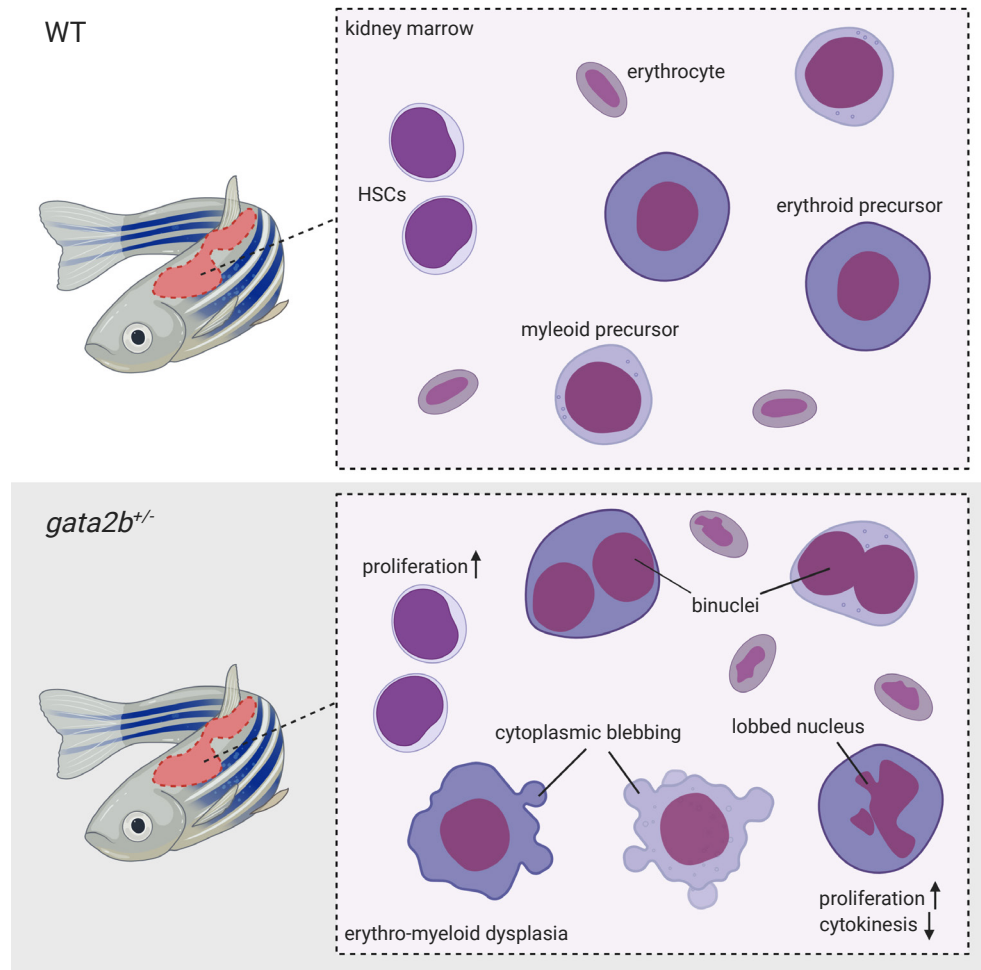 WT
kidney marrow
erythrocyte
HSCs
erythroid precursor
myleoid precursor
gata2b+/-
proliferation ↑
binuclei
cytoplasmic blebbing
lobbed nucleus
proliferation ↑
cytokinesis ↓
erythro-myeloid dysplasia